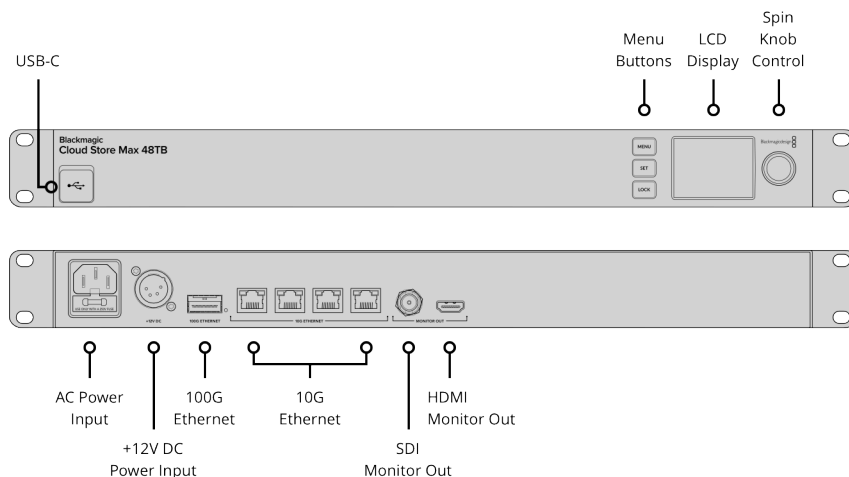 Spin
Menu LCD Knob
USB-C Buttons Display Control
Blackmagic
Cloud Store Max 48TB
MENU
SET
LOCK
Blackmagicdesign
+12V DC
100G ETHERNET
10G ETHERNET
MONITOR OUT
AC Power
Input
100G
Ethernet
10G
Ethernet
HDMI
Monitor Out
+12V DC
Power Input
SDI
Monitor Out